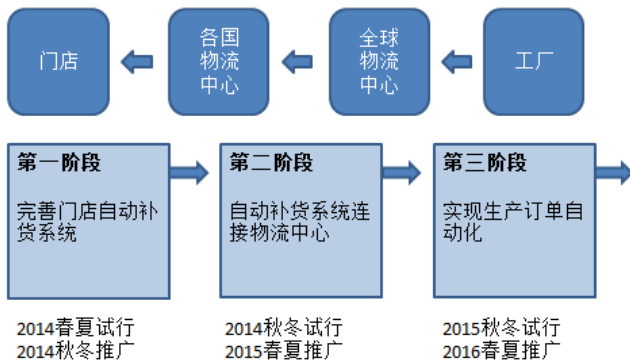 门店
各国
物流
中心
全球
物流
中心
工厂
第一阶段
完善门店自动补
货系统
第二阶段
自动补货系统连
接物流中心
第三阶段
实现生产订单自
动化
2014春夏试行
2014秋冬推广
2014秋冬试行
2015春夏推广
2015秋冬试行
2016春夏推广